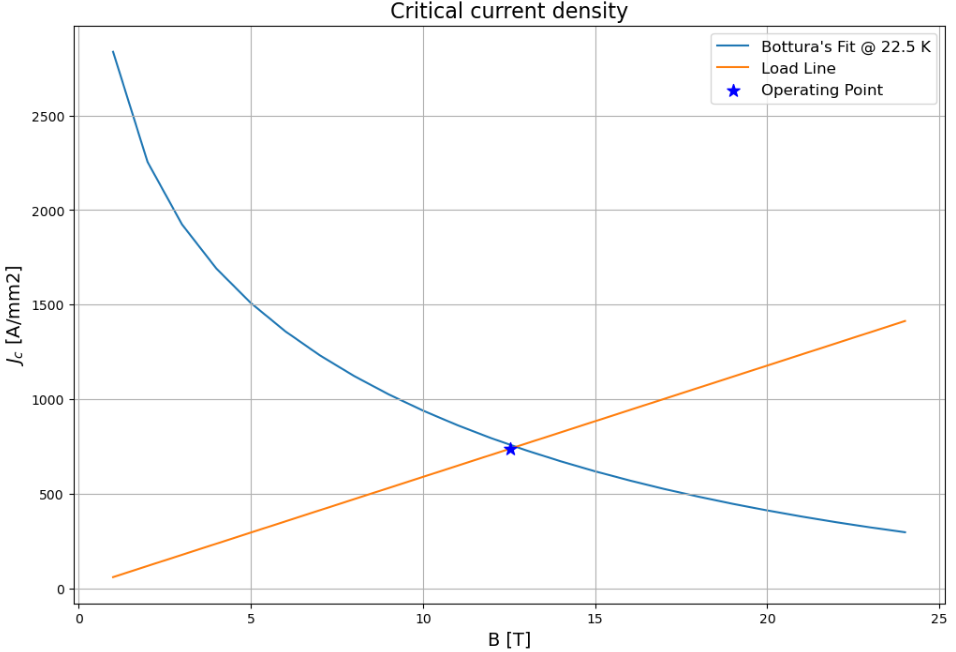 Critical current density
Bottura's Fit @ 22.5 K
Load Line
Operating Point
J_c [A/mm2]
2500
2000
1500
1000
500
0
0 5 10 15 20 25
B [T]